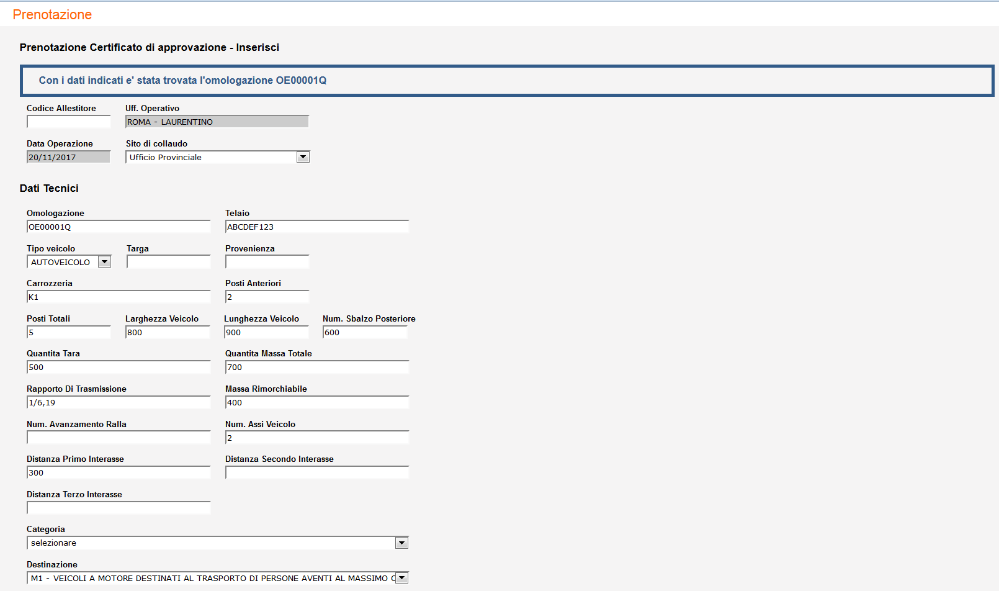 Prenotazione
Prenotazione Certificato di approvazione - Inserisci
Con i dati indicati e' stata trovata l'omologazione OE00001Q
Codice Allestitore Uff. Operativo
ROMA - LAURENTINO
Data Operazione Sito di collaudo
20/11/2017 Ufficio Provinciale
Dati Tecnici
Omologazione Telaio
OE00001Q ABCDEF123
Tipo veicolo Targa Provenienza
AUTOVEICOLO
Carrozzeria Posti Anteriori
K1 2
Posti Totali Larghezza Veicolo Lunghezza Veicolo Num. Sbalzo Posteriore
5 800 900 600
Quantita Tara Quantita Massa Totale
500 700
Rapporto Di Trasmissione Massa Rimorchiabile
1/6,19 400
Num. Avanzamento Ralla Num. Assi Veicolo
2
Distanza Primo Interasse Distanza Secondo Interasse
300
Distanza Terzo Interasse
Categoria
selezionare
Destinazione
M1 - VEICOLI A MOTORE DESTINATI AL TRASPORTO DI PERSONE AVENTI AL MASSIMO